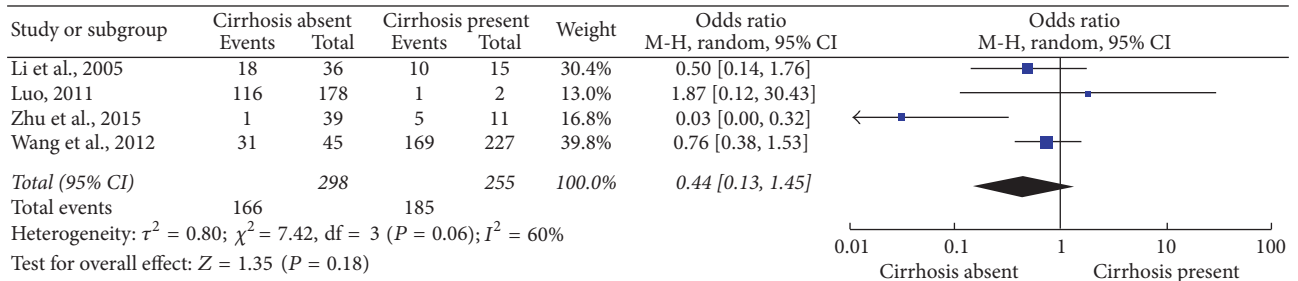 Study or subgroup Cirrhosis absent Cirrhosis present Weight Odds ratio Odds ratio
Events Total Events Total M-H, random, 95% CI M-H, random, 95% CI
Li et al., 2005 18 36 10 15 30.4% 0.50 [0.14, 1.76]
Luo, 2011 116 178 1 2 13.0% 1.87 [0.12, 30.43]
Zhu et al., 2015 1 39 5 11 16.8% 0.03 [0.00, 0.32]
Wang et al., 2012 31 45 169 227 39.8% 0.76 [0.38, 1.53]
Total (95% CI) 298 255 100.0% 0.44 [0.13, 1.45]
Total events 166 185
Heterogeneity: τ² = 0.80; χ² = 7.42, df = 3 (P = 0.06); I² = 60%
Test for overall effect: Z = 1.35 (P = 0.18)
0.01 0.1 1 10 100
Cirrhosis absent Cirrhosis present